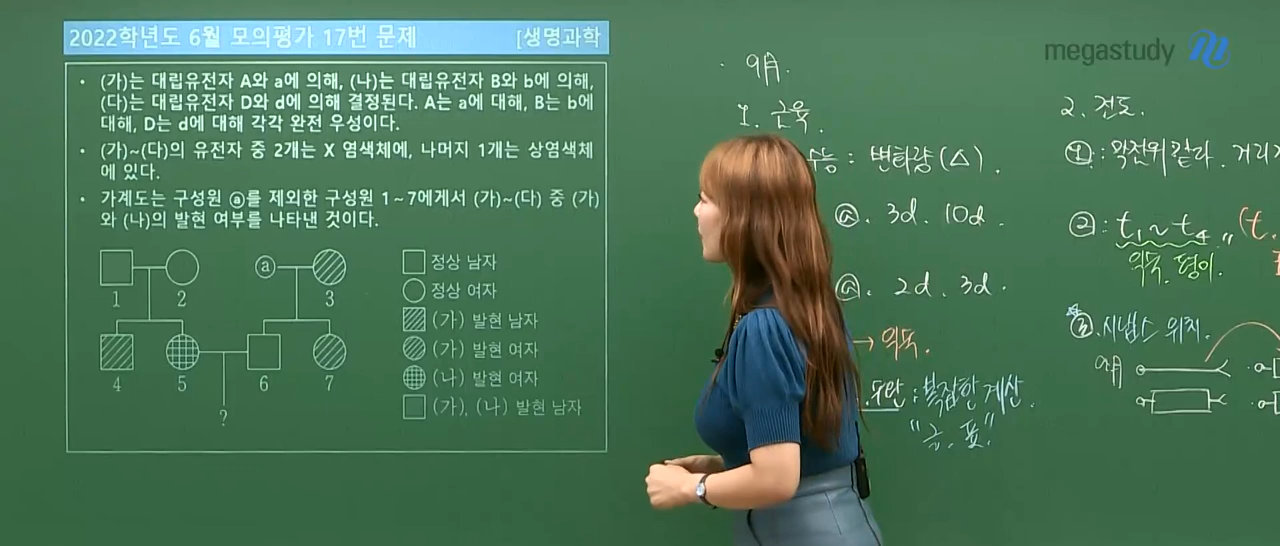 2022학년도 6월 모의평가 17번 문제 [생명과학
• (가)는 대립유전자 A와 a에 의해, (나)는 대립유전자 B와 b에 의해,
(다)는 대립유전자 D와 d에 의해 결정된다. A는 a에 대해, B는 b에
대해, D는 d에 대해 각각 완전 우성이다.
• (가)~(다)의 유전자 중 2개는 X 염색체에, 나머지 1개는 상염색체
에 있다.
• 가계도는 구성원 ⓐ를 제외한 구성원 1~7에게서 (가)~(다) 중 (가)
와 (나)의 발현 여부를 나타낸 것이다.
1 2 ⓐ 3
4 5 6 7
?
정상 남자
정상 여자
(가) 발현 남자
(가) 발현 여자
(나) 발현 여자
(가), (나) 발현 남자
megastudy
9月.
1. 근육.
수능 : 변화량(△).
ⓐ. 3d. 10d.
ⓐ. 2d. 3d.
→
: 복잡한 계산.
2. 전도.
①: 막전위 같다. 거리
②: t₁~t₄ " (t.
③. 시냅스 위치.
9月